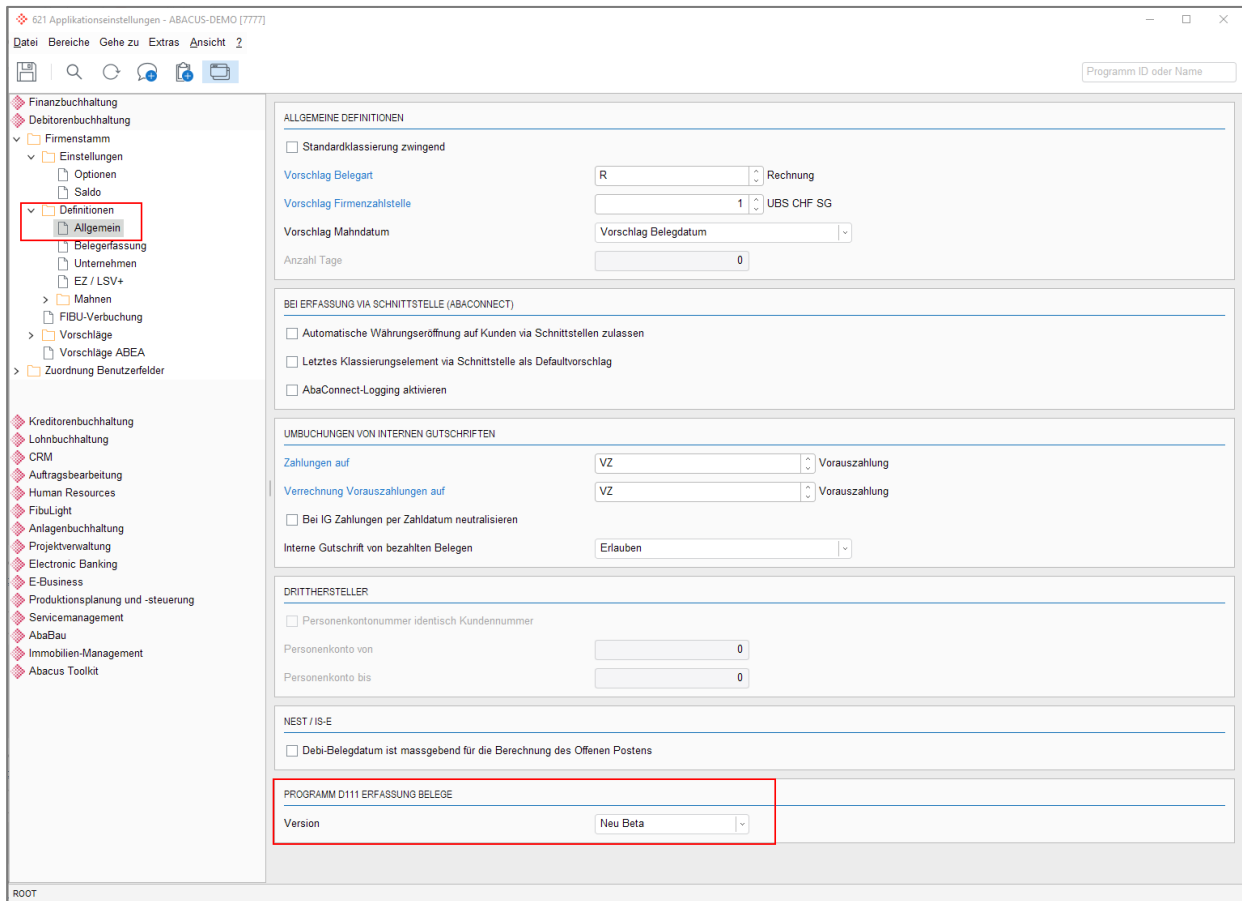 621 Applikationseinstellungen - ABACUS-DEMO [7777]
Datei Bereiche Gehe zu Extras Ansicht ?
Programm ID oder Name
Finanzbuchhaltung
Debitorenbuchhaltung
Firmenstamm
Einstellungen
Optionen
Saldo
Definitionen
Allgemein
Belegerfassung
Unternehmen
EZ / LSV+
Mahnen
FIBU-Verbuchung
Vorschläge
Vorschläge ABEA
Zuordnung Benutzerfelder
Kreditorenbuchhaltung
Lohnbuchhaltung
CRM
Auftragsbearbeitung
Human Resources
FibuLight
Anlagenbuchhaltung
Projektverwaltung
Electronic Banking
E-Business
Produktionsplanung und -steuerung
Servicemanagement
AbaBau
Immobilien-Management
Abacus Toolkit
ALLGEMEINE DEFINITIONEN
Standardklassierung zwingend
Vorschlag Belegart R Rechnung
Vorschlag Firmenzahlstelle 1 UBS CHF SG
Vorschlag Mahndatum Vorschlag Belegdatum
Anzahl Tage 0
BEI ERFASSUNG VIA SCHNITTSTELLE (ABACONNECT)
Automatische Währungseröffnung auf Kunden via Schnittstellen zulassen
Letztes Klassierungselement via Schnittstelle als Defaultvorschlag
AbaConnect-Logging aktivieren
UMBUCHUNGEN VON INTERNEN GUTSCHRIFTEN
Zahlungen auf VZ Vorauszahlung
Verrechnung Vorauszahlungen auf VZ Vorauszahlung
Bei IG Zahlungen per Zahldatum neutralisieren
Interne Gutschrift von bezahlten Belegen Erlauben
DRITTHERSTELLER
Personenkontonummer identisch Kundennummer
Personenkonto von 0
Personenkonto bis 0
NEST / IS-E
Debi-Belegdatum ist massgebend für die Berechnung des Offenen Postens
PROGRAMM D111 ERFASSUNG BELEGE
Version Neu Beta
ROOT